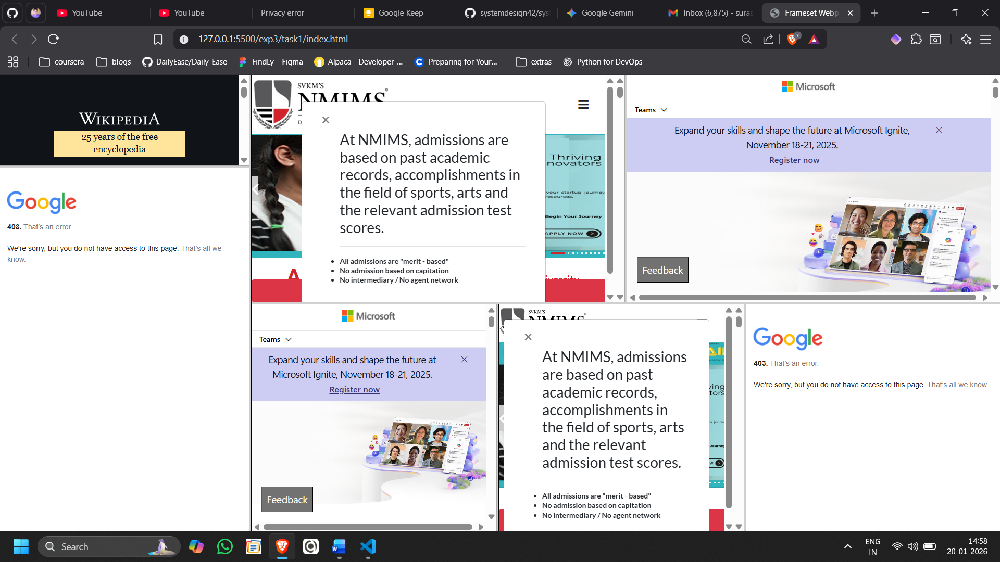 YouTube
YouTube
Privacy error
Google Keep
systemdesign42/sys
Google Gemini
Inbox (6,875) - suras
Frameset Webp
127.0.0.1:5500/exp3/task1/index.html
7
coursera
blogs
DailyEase/Daily-Ease
FindLy – Figma
Alpaca - Developer-...
Preparing for Your...
extras
Python for DevOps
WIKIPEDIA
25 years of the free
encyclopedia
Google
403. That's an error.
We're sorry, but you do not have access to this page. That's all we
know.
SVKM'S
NMIMS
At NMIMS, admissions are
based on past academic
records, accomplishments in
the field of sports, arts and
the relevant admission test
scores.
All admissions are "merit - based"
No admission based on capitation
No intermediary / No agent network
Thriving
novators
your startup journey
resources.
Begin Your Journey
APPLY NOW
Microsoft
Teams
Expand your skills and shape the future at Microsoft Ignite,
November 18-21, 2025.
Register now
Feedback
Microsoft
Teams
Expand your skills and shape the future at
Microsoft Ignite, November 18-21, 2025.
Register now
Feedback
SVKM'S
NMIMS
At NMIMS, admissions
are based on past
academic records,
accomplishments in
the field of sports, arts
and the relevant
admission test scores.
All admissions are "merit - based"
No admission based on capitation
No intermediary / No agent network
Google
403. That's an error.
We're sorry, but you do not have access to this page. That's all we know.
Search
ENG
IN
14:58
20-01-2026